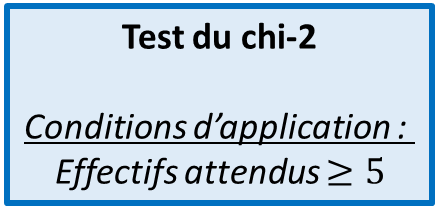 Test du chi-2
Conditions d’application :
Effectifs attendus ≥ 5